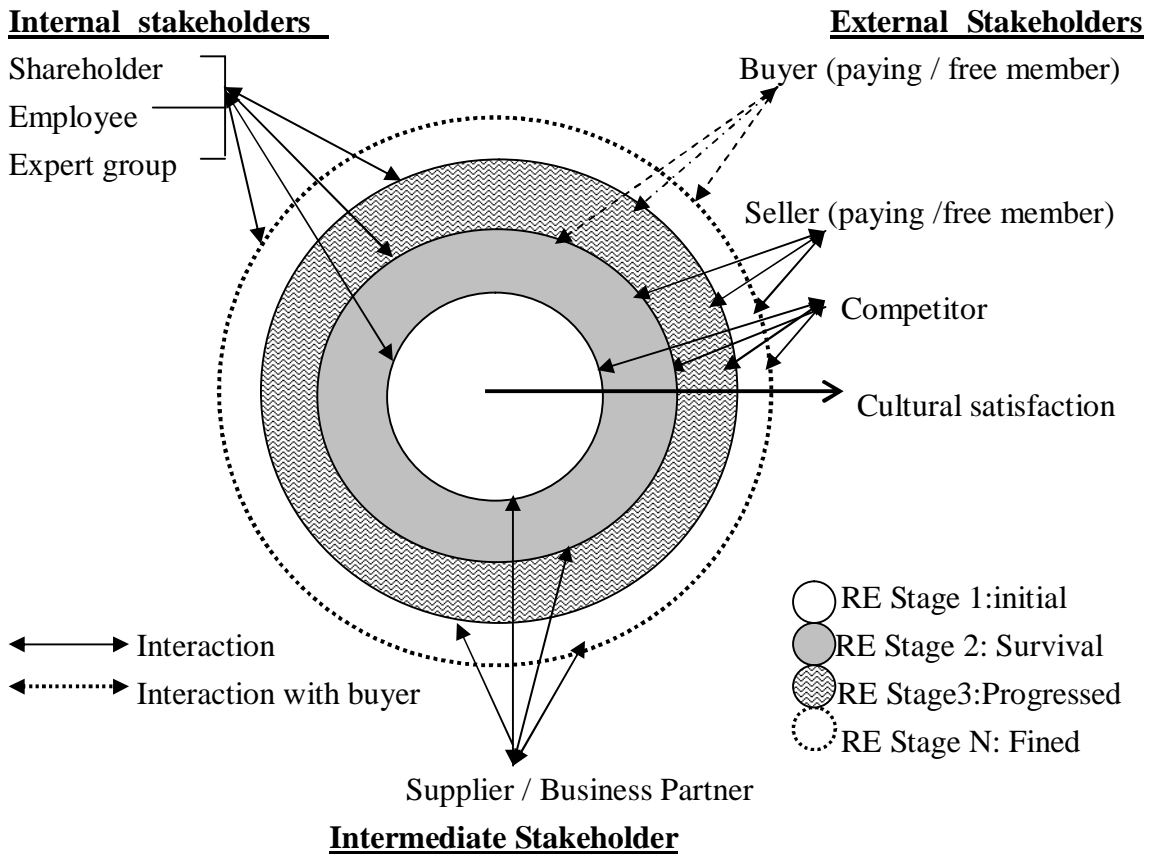 Internal stakeholders
Shareholder
Employee
Expert group
External Stakeholders
Buyer (paying / free member)
Seller (paying /free member)
Competitor
Cultural satisfaction
RE Stage 1:initial
RE Stage 2: Survival
RE Stage3:Progressed
RE Stage N: Fined
Interaction
Interaction with buyer
Supplier / Business Partner
Intermediate Stakeholder